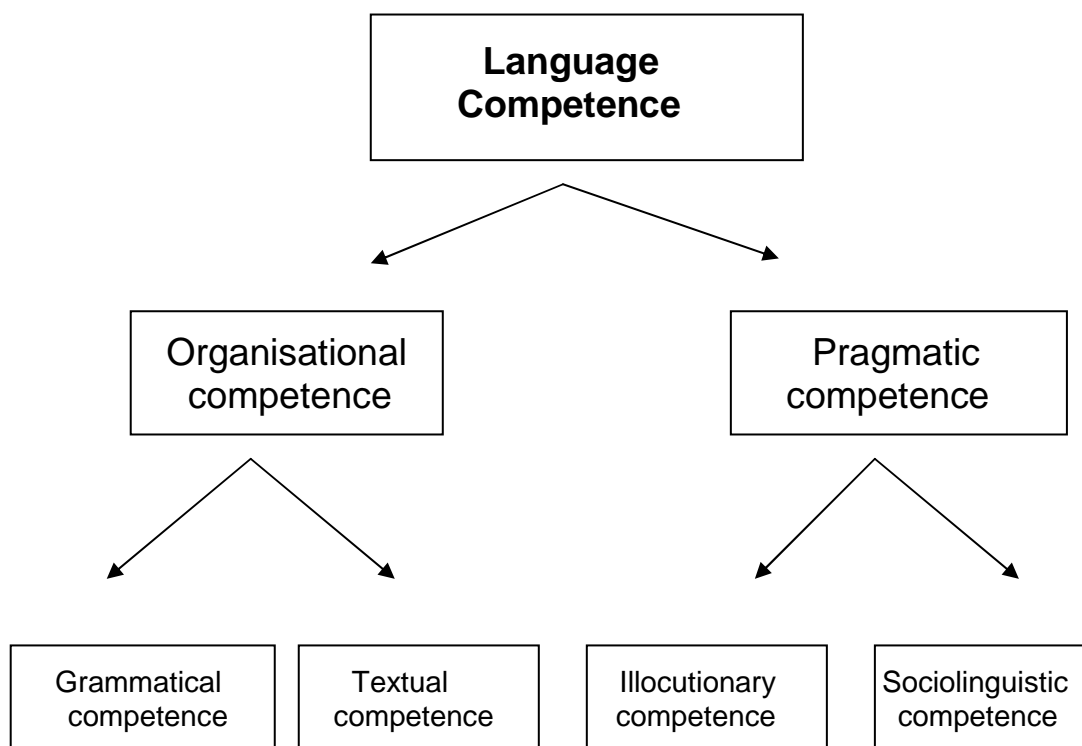 Language
Competence
Organisational
competence
Pragmatic
competence
Grammatical
competence
Textual
competence
Illocutionary
competence
Sociolinguistic
competence